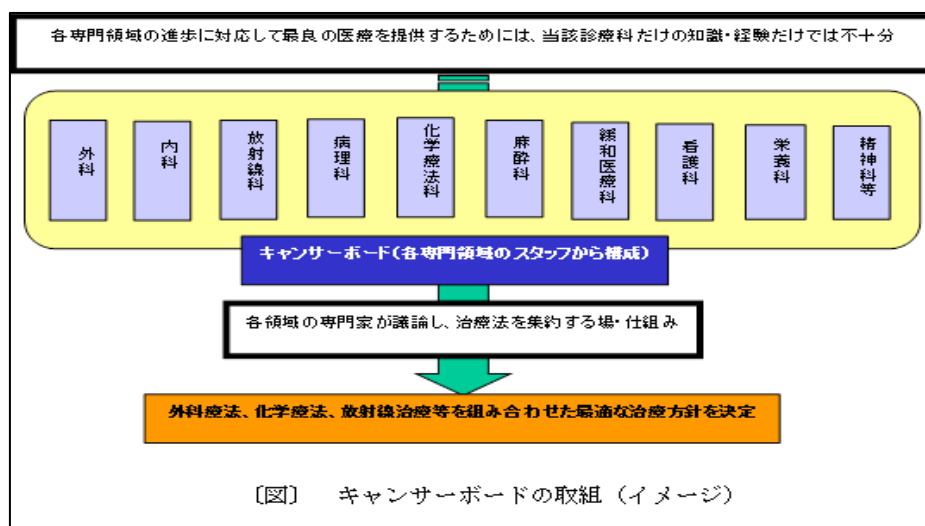 各専門領域の進歩に対応して最良の医療を提供するためには、当該診療科だけの知識・経験だけでは不十分
外科
内科
放射線科
病理科
化学療法科
麻酔科
緩和医療科
看護科
栄養科
精神科等
キャンサーボード(各専門領域のスタッフから構成)
各領域の専門家が議論し、治療法を集約する場・仕組み
外科療法、化学療法、放射線治療等を組み合わせた最適な治療方針を決定
〔図〕 キャンサーボードの取組（イメージ）